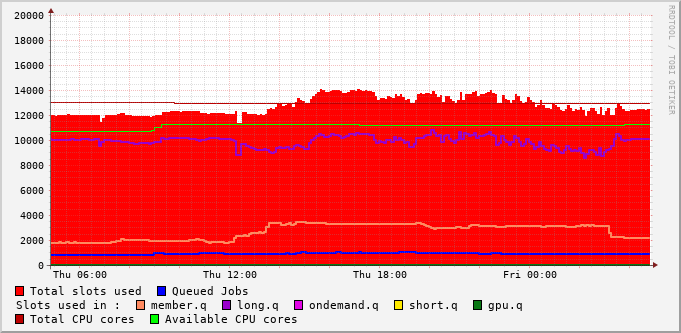 RRDTOOL / TOBI OETIKER
20000
18000
16000
14000
12000
10000
8000
6000
4000
2000
0
Thu 06:00 Thu 12:00 Thu 18:00 Fri 00:00
Total slots used Queued Jobs
Slots used in : member.q long.q ondemand.q short.q gpu.q
Total CPU cores Available CPU cores